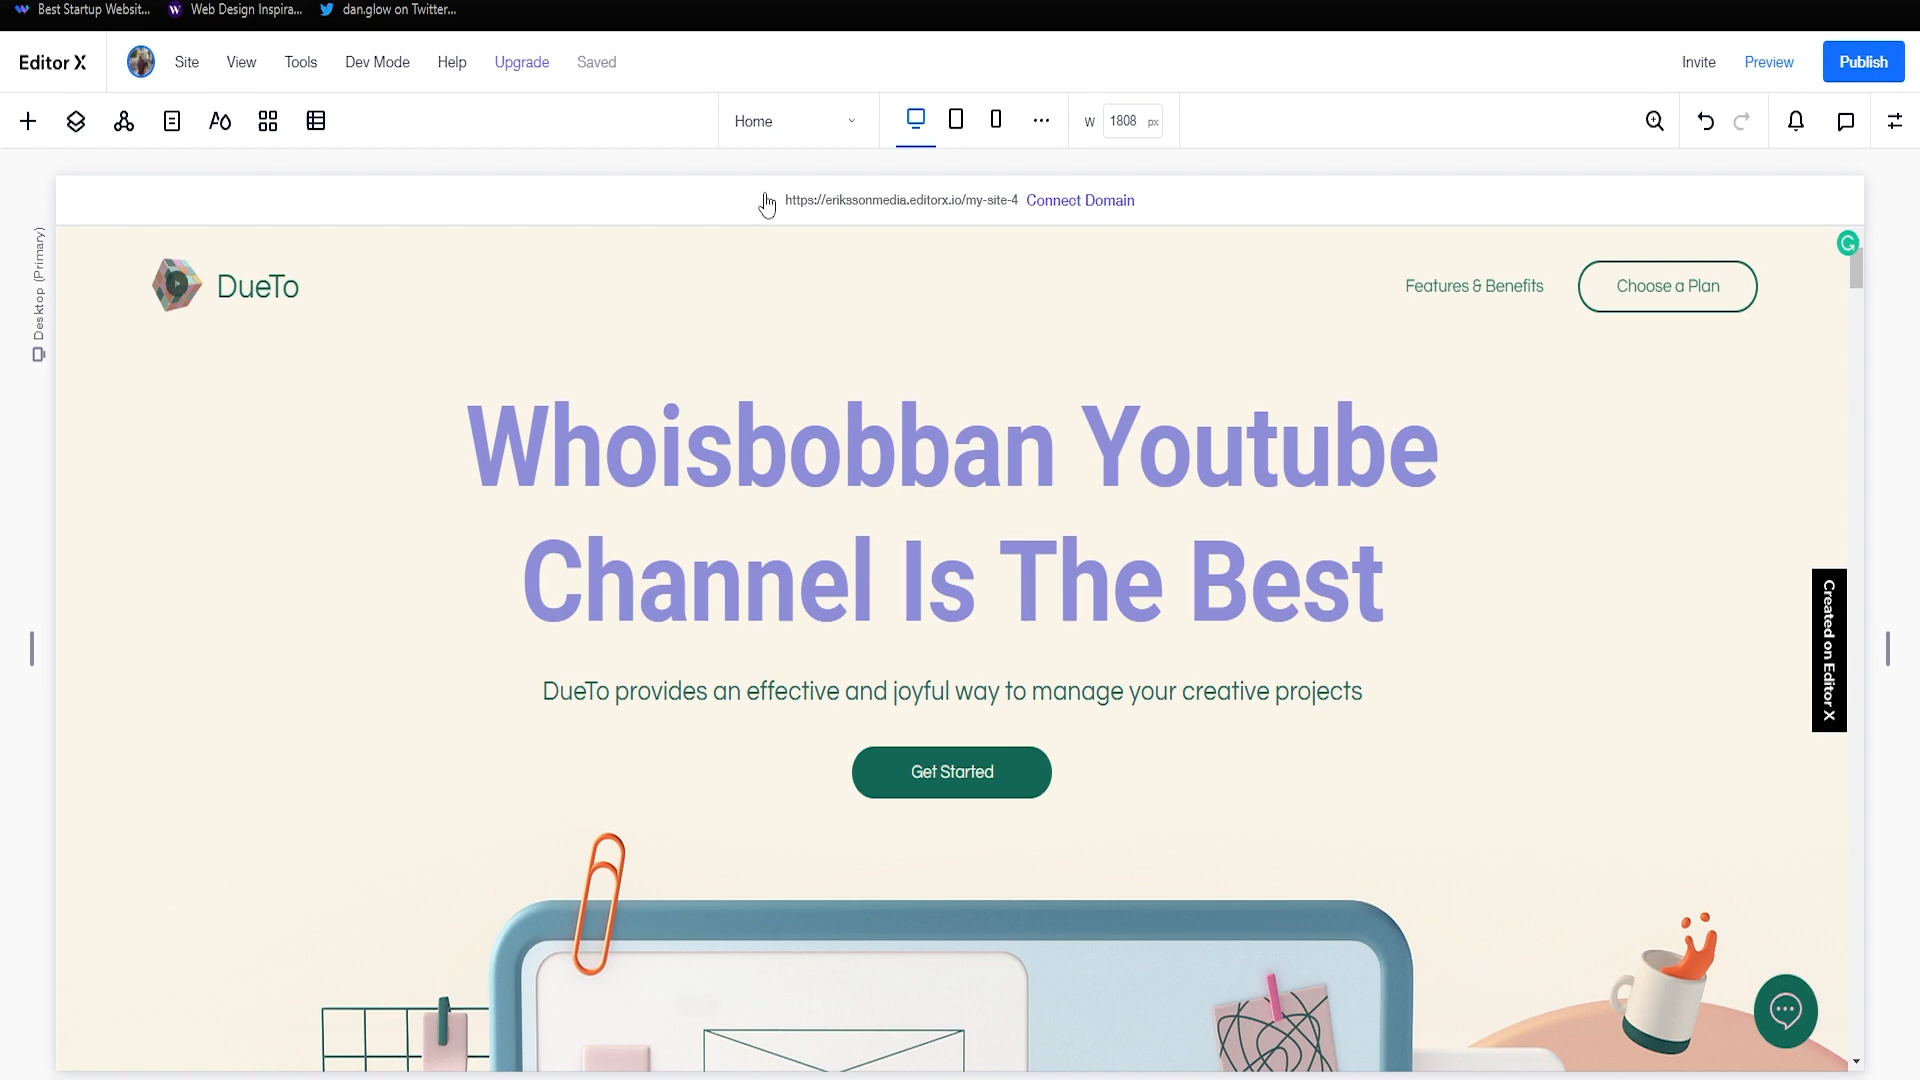 Best Startup Websit...
Web Design Inspira...
dan.glow on Twitter...
Editor X
Site
View
Tools
Dev Mode
Help
Upgrade
Saved
Invite
Preview
Publish
Home
W 1808 px
https://erikssonmedia.editorx.io/my-site-4 Connect Domain
Desktop (Primary)
DueTo
Features & Benefits
Choose a Plan
Whoisbobban Youtube
Channel Is The Best
DueTo provides an effective and joyful way to manage your creative projects
Get Started
Created on Editor X